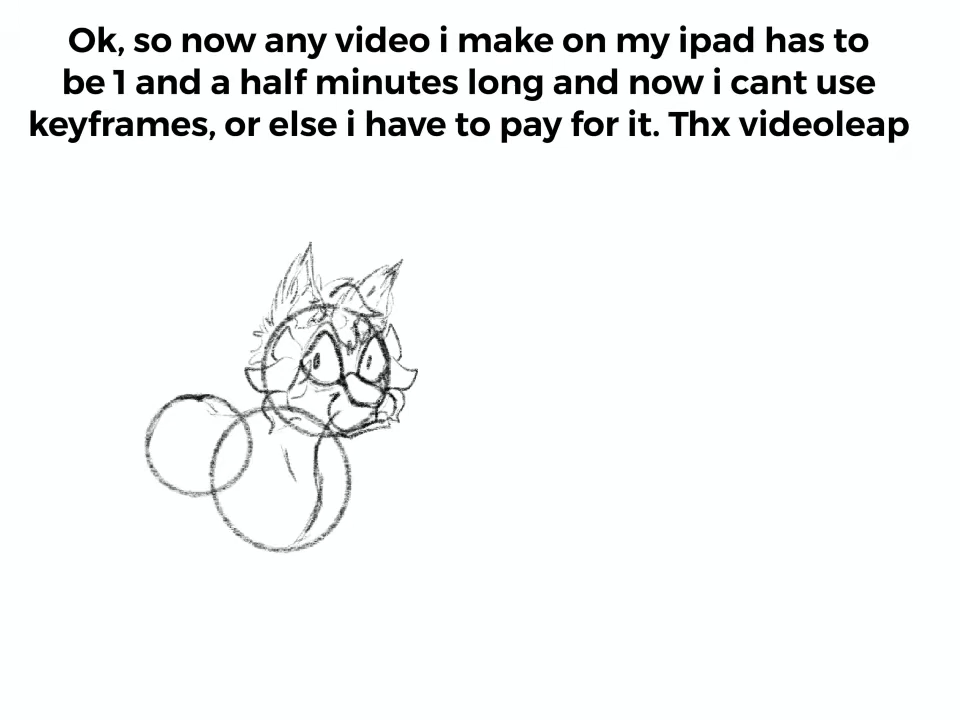 Ok, so now any video i make on my ipad has to
be 1 and a half minutes long and now i cant use
keyframes, or else i have to pay for it. Thx videoleap